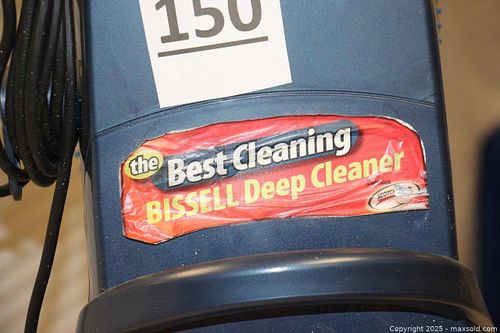 150
the Best Cleaning
BISSELL Deep Cleaner
Copyright 2025 - maxsold.com